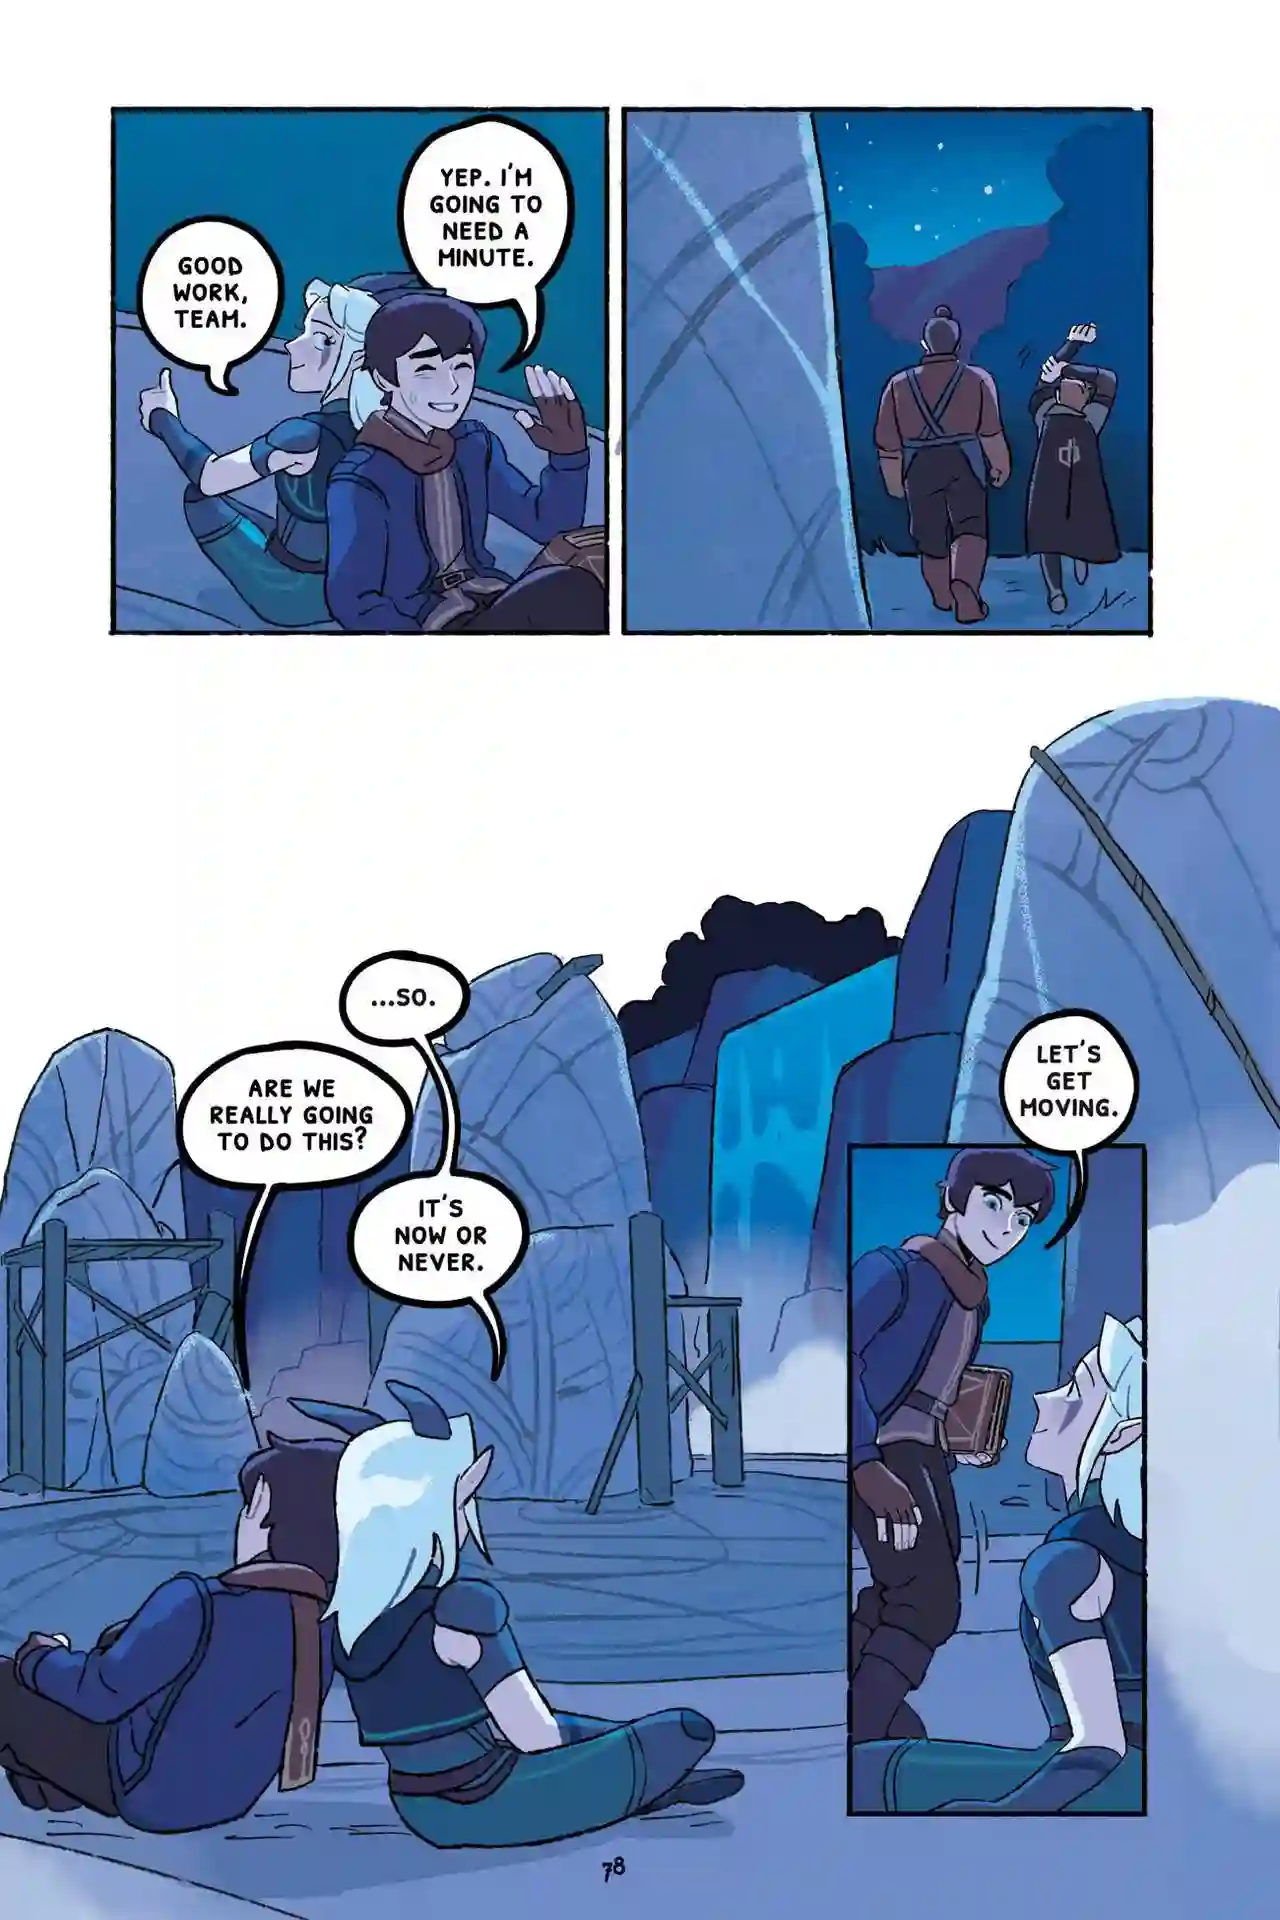 GOOD
WORK,
TEAM.
YEP. I'M
GOING TO
NEED A
MINUTE.
...SO.
ARE WE
REALLY GOING
TO DO THIS?
IT'S
NOW OR
NEVER.
LET'S
GET
MOVING.
78